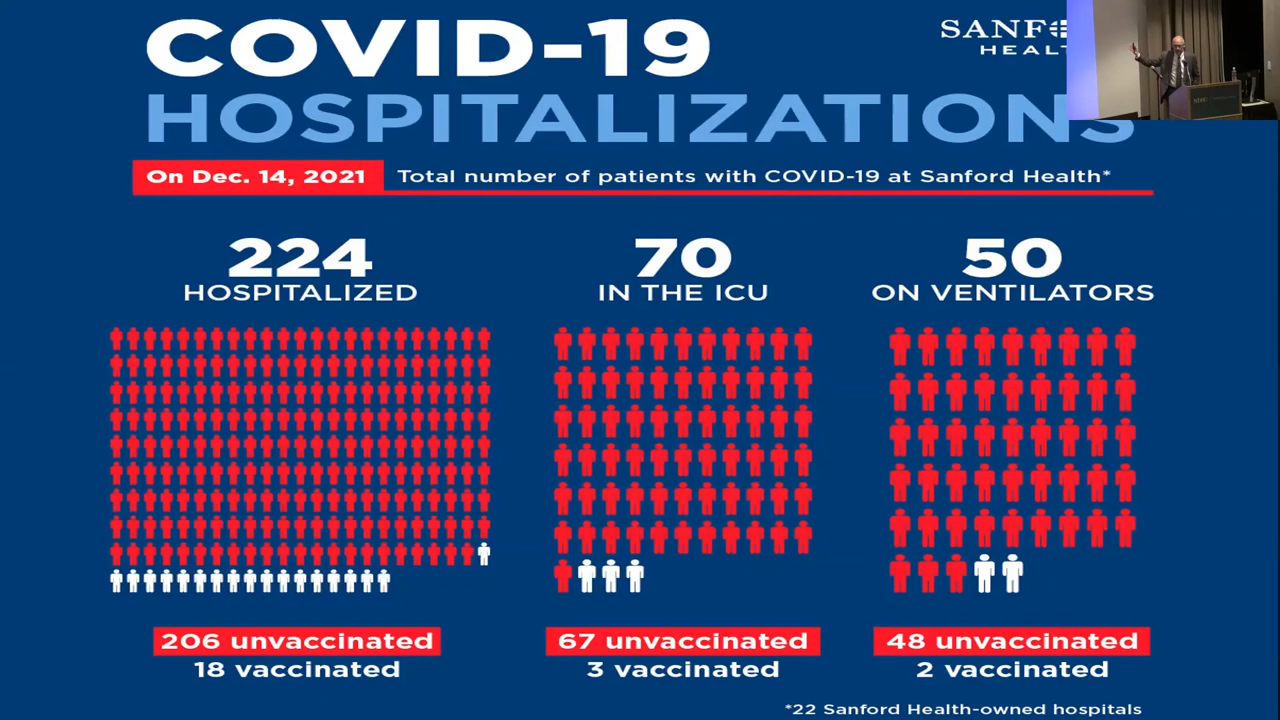 COVID-19
HOSPITALIZATIONS
SANF
HEAL
On Dec. 14, 2021 Total number of patients with COVID-19 at Sanford Health*
224
HOSPITALIZED
70
IN THE ICU
50
ON VENTILATORS
206 unvaccinated
18 vaccinated
67 unvaccinated
3 vaccinated
48 unvaccinated
2 vaccinated
*22 Sanford Health-owned hospitals